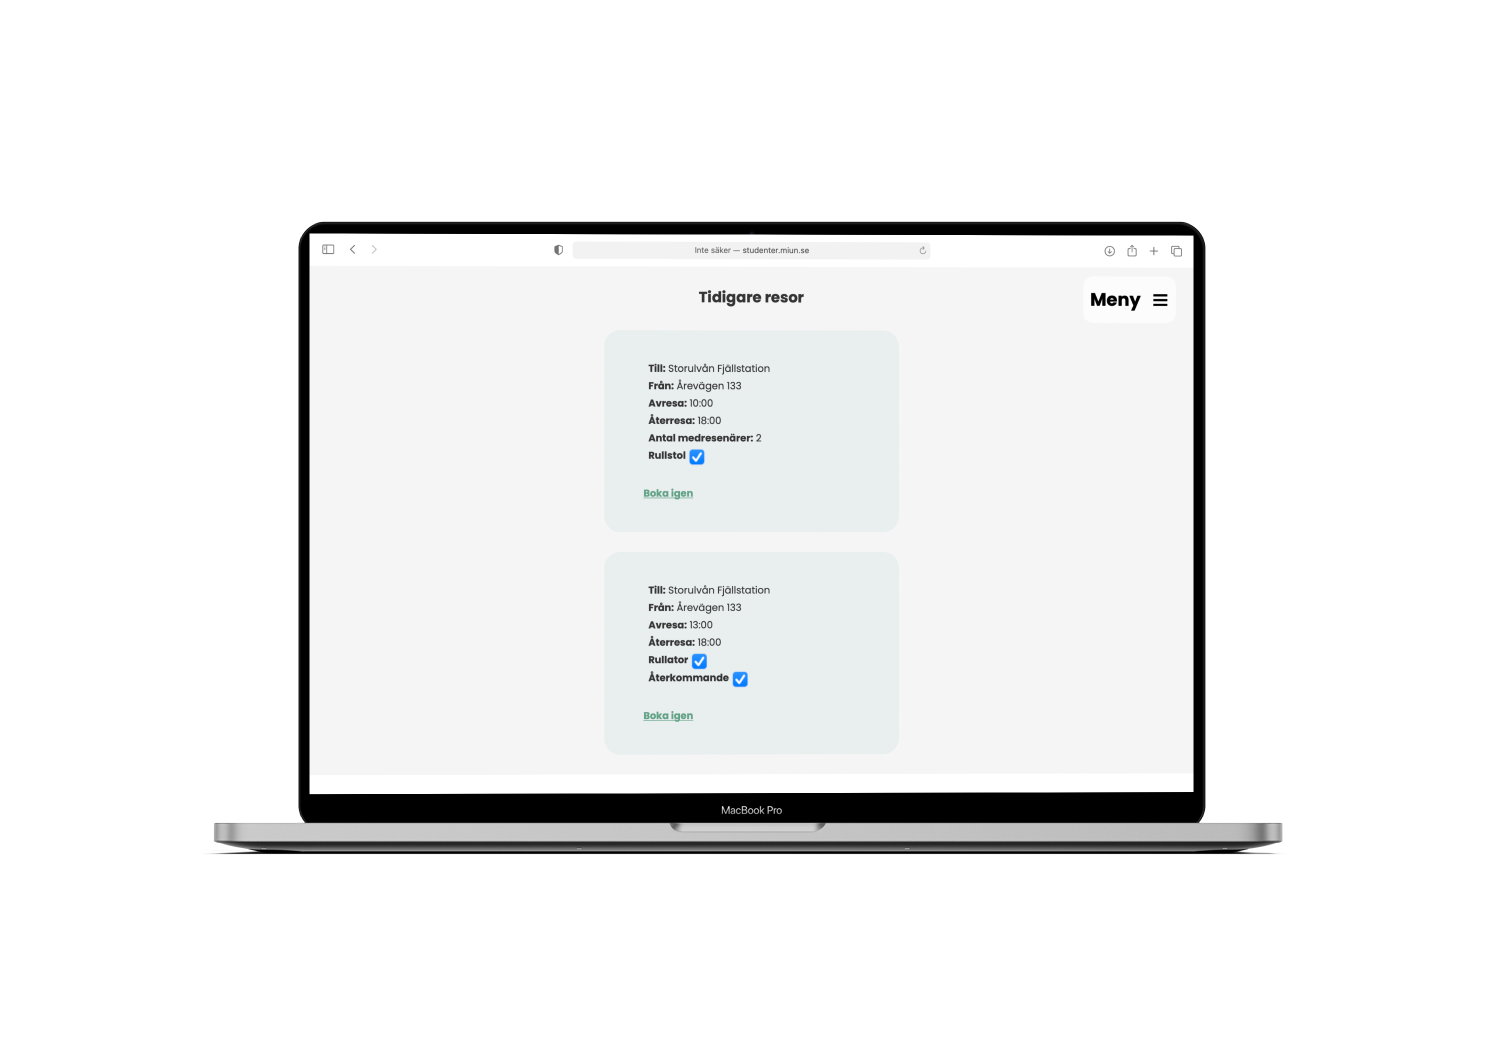 Inte säker — studenter.miun.se
Tidigare resor
Meny
Till: Storulvån Fjällstation
Från: Årevägen 133
Avresa: 10:00
Återresa: 18:00
Antal medresenärer: 2
Rullstol
Boka igen
Till: Storulvån Fjällstation
Från: Årevägen 133
Avresa: 13:00
Återresa: 18:00
Rullator
Återkommande
Boka igen
MacBook Pro